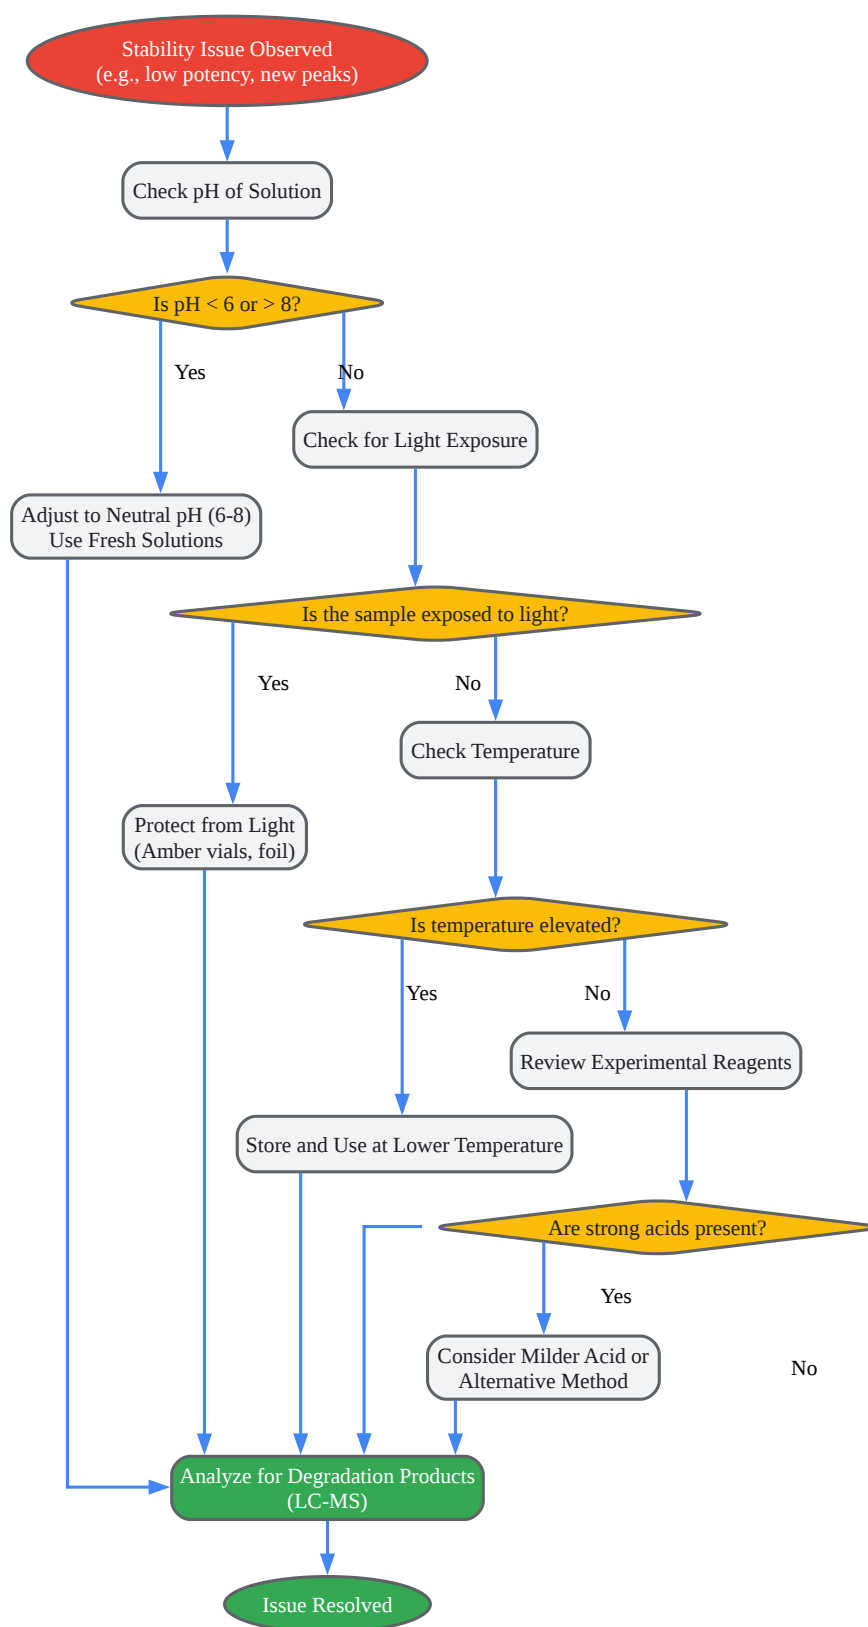 Stability Issue Observed
(e.g., low potency, new peaks)
Check pH of Solution
Is pH < 6 or > 8?
Yes
No
Check for Light Exposure
Adjust to Neutral pH (6-8)
Use Fresh Solutions
Is the sample exposed to light?
Yes
No
Check Temperature
Protect from Light
(Amber vials, foil)
Is temperature elevated?
Yes
No
Review Experimental Reagents
Store and Use at Lower Temperature
Are strong acids present?
Yes
Consider Milder Acid or
Alternative Method
No
Analyze for Degradation Products
(LC-MS)
Issue Resolved